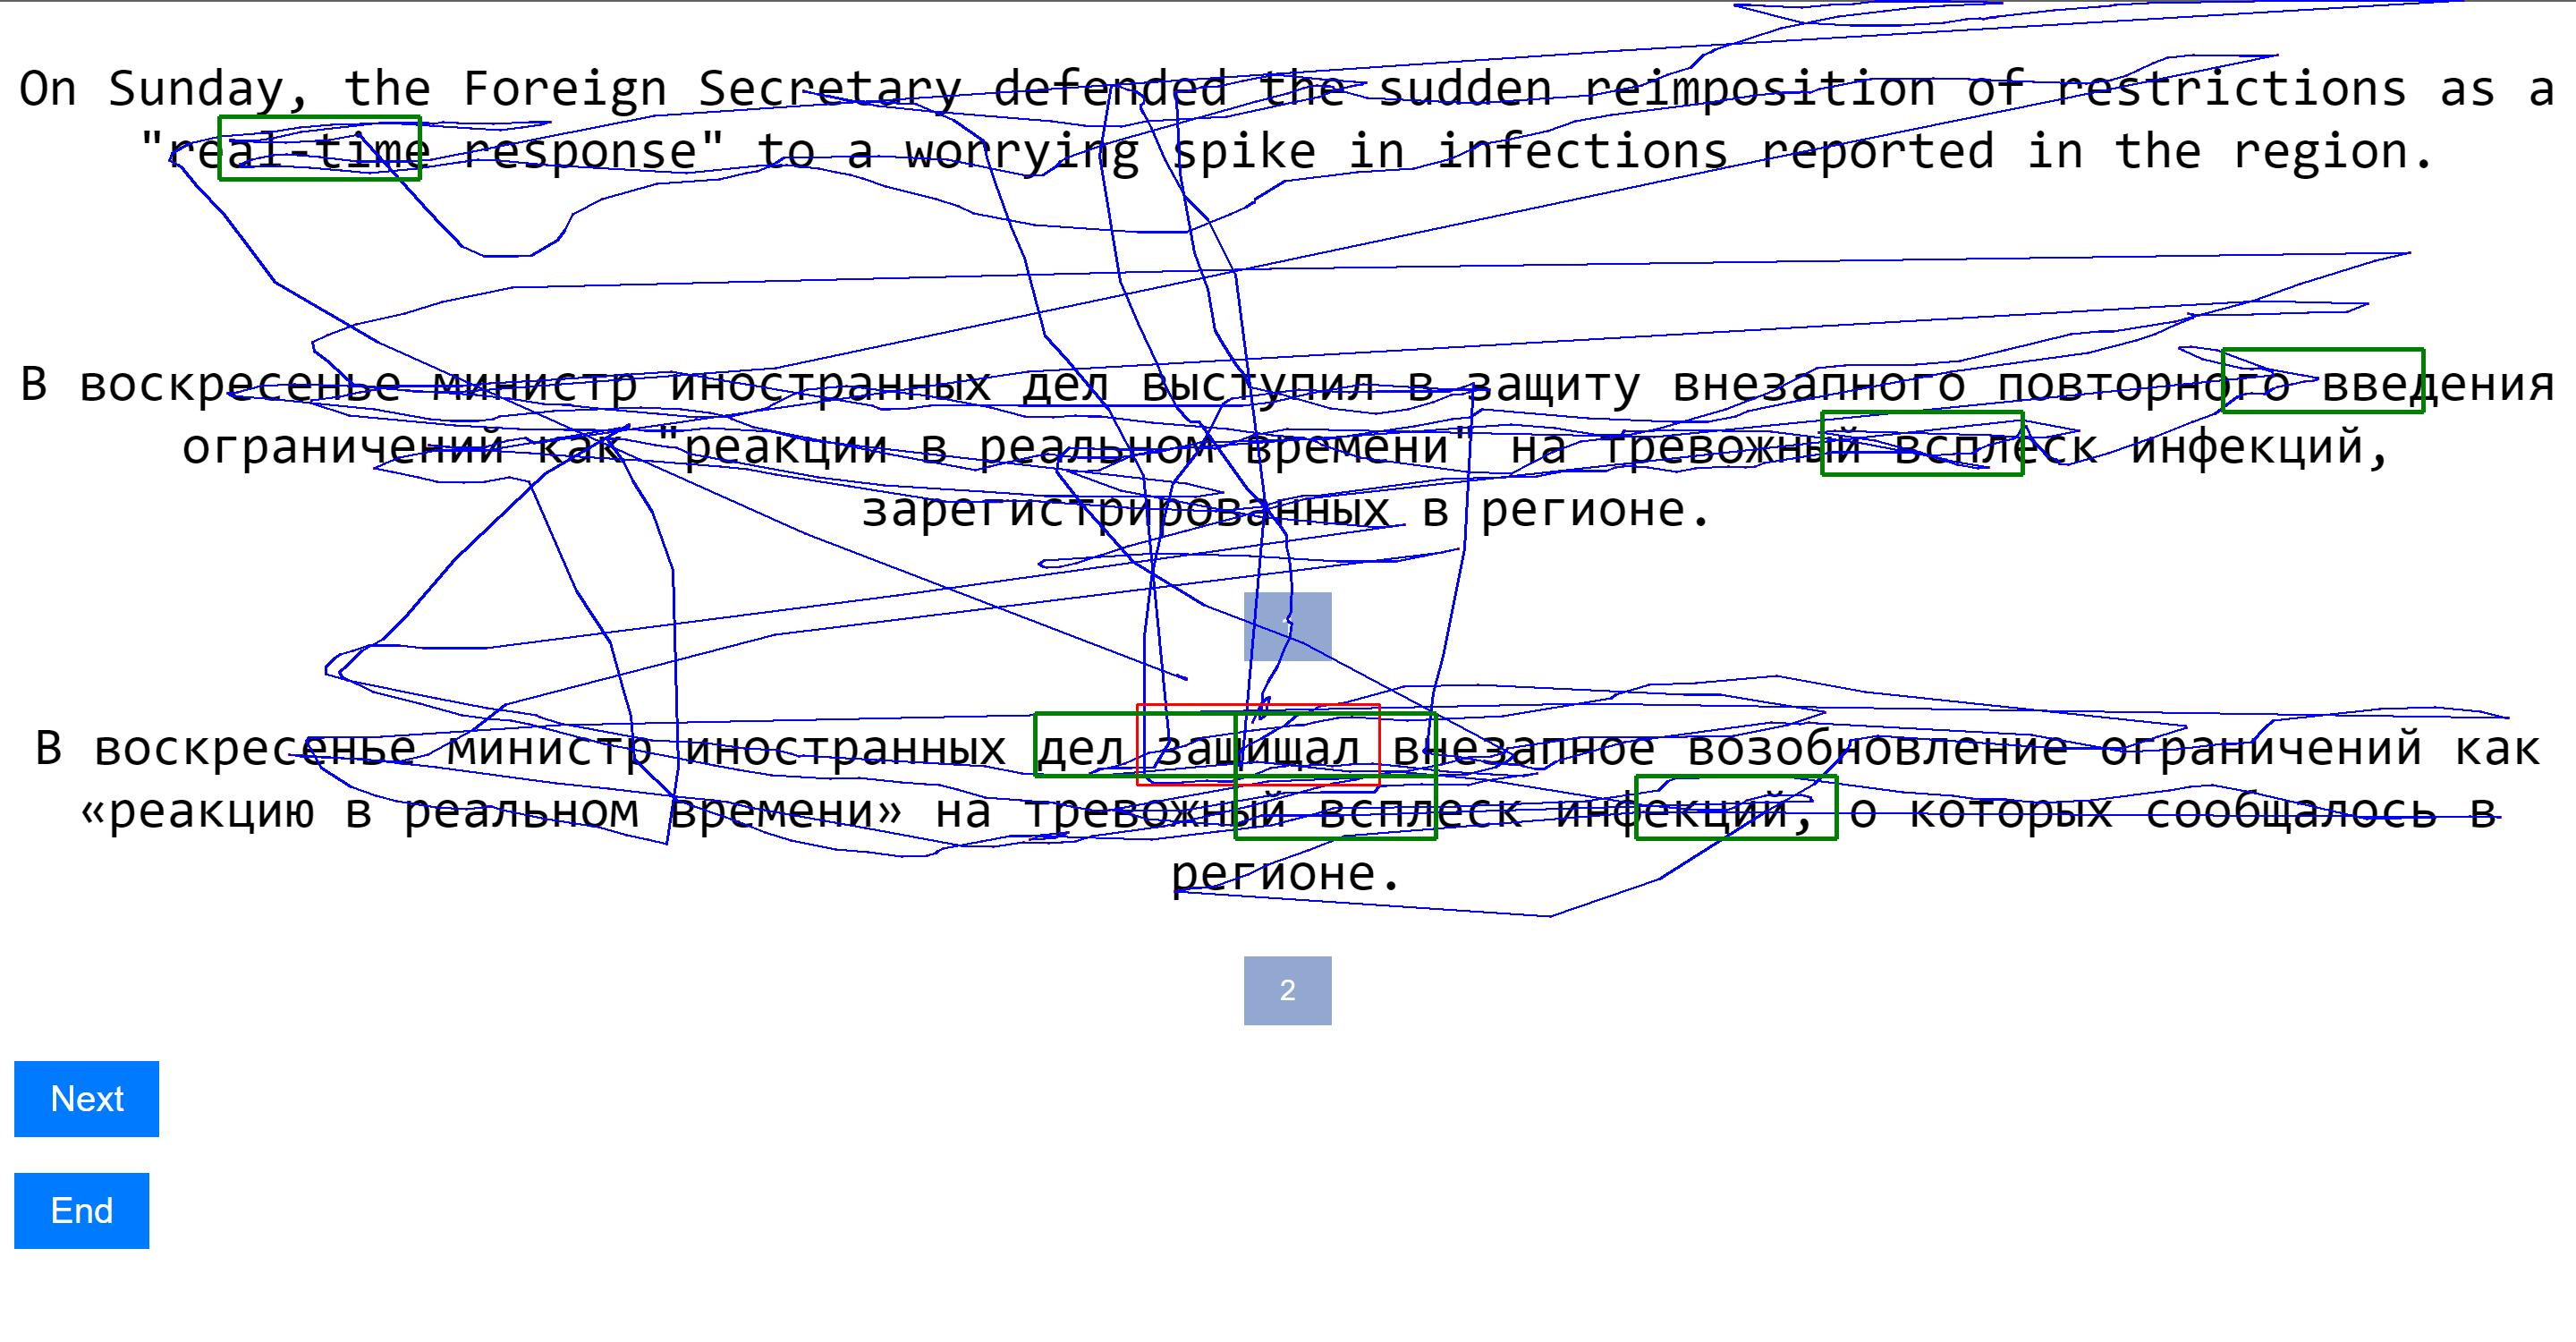 On Sunday, the Foreign Secretary defended the sudden reimposition of restrictions as a
"real-time response" to a worrying spike in infections reported in the region.
В воскресенье министр иностранных дел выступил в защиту внезапного повторного введения
ограничений как "реакции в реальном времени" на тревожный всплеск инфекций,
зарегистрированных в регионе.
В воскресенье министр иностранных дел защищал внезапное возобновление ограничений как
«реакцию в реальном времени» на тревожный всплеск инфекций, о которых сообщалось в
регионе.
2
Next
End